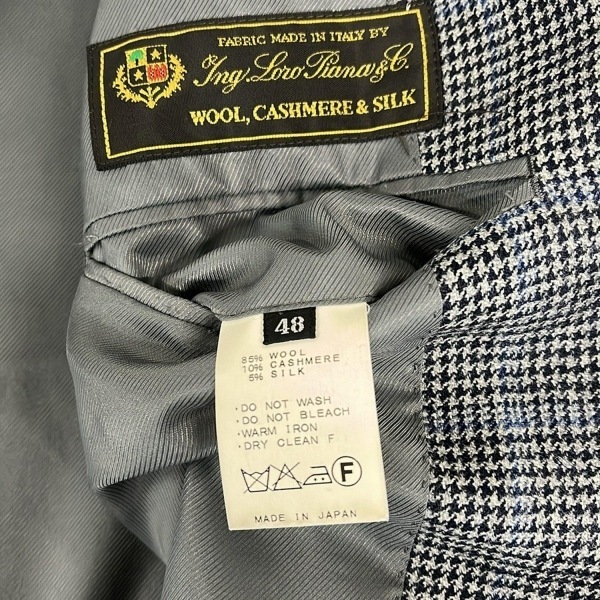 FABRIC MADE IN ITALY BY
Ing. Loro Piana & C.
WOOL, CASHMERE & SILK
48
85% WOOL
10% CASHMERE
5% SILK
·DO NOT WASH
·DO NOT BLEACH
·WARM IRON
·DRY CLEAN F
F
MADE IN JAPAN